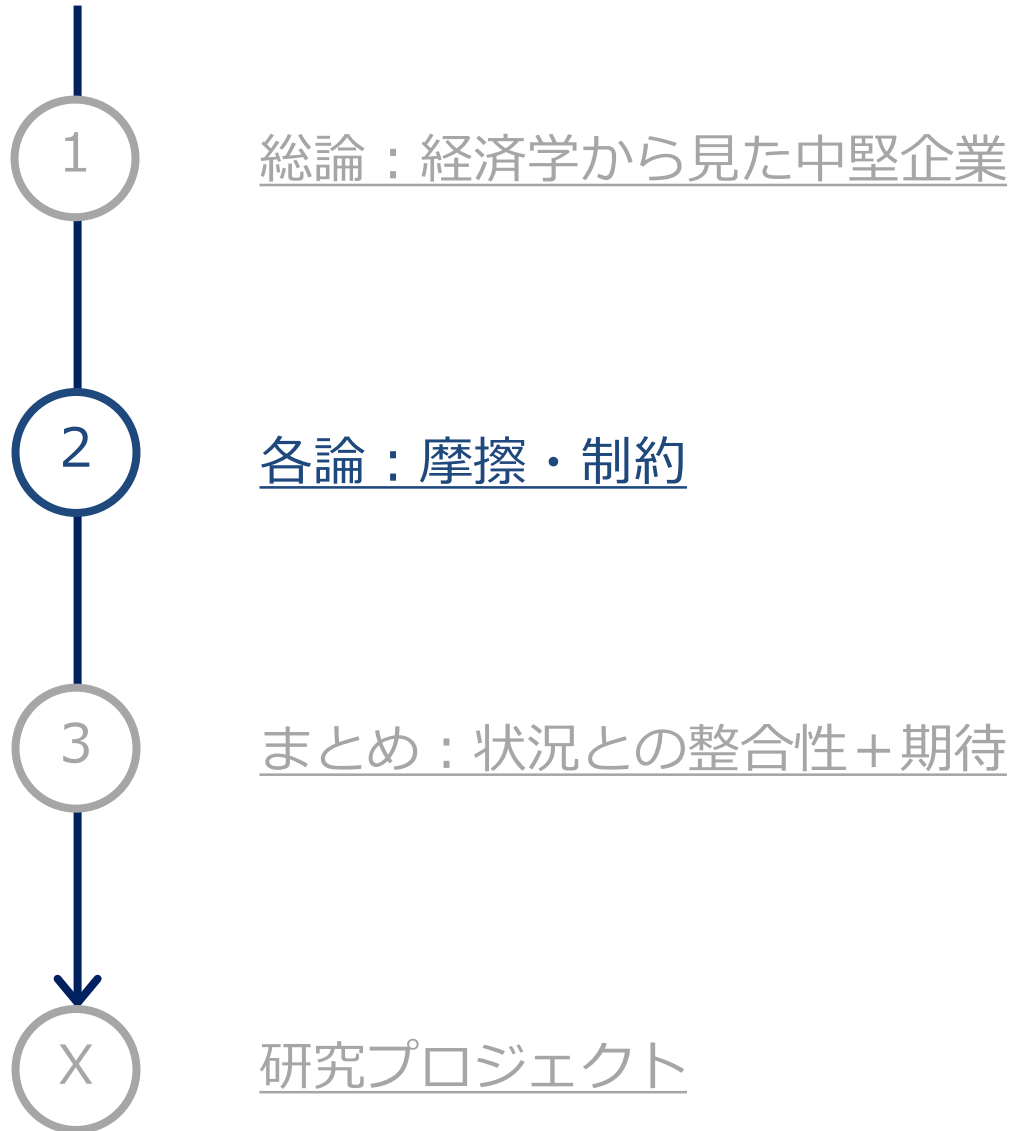 1
総論：経済学から見た中堅企業
2
各論：摩擦・制約
3
まとめ：状況との整合性＋期待
X
研究プロジェクト